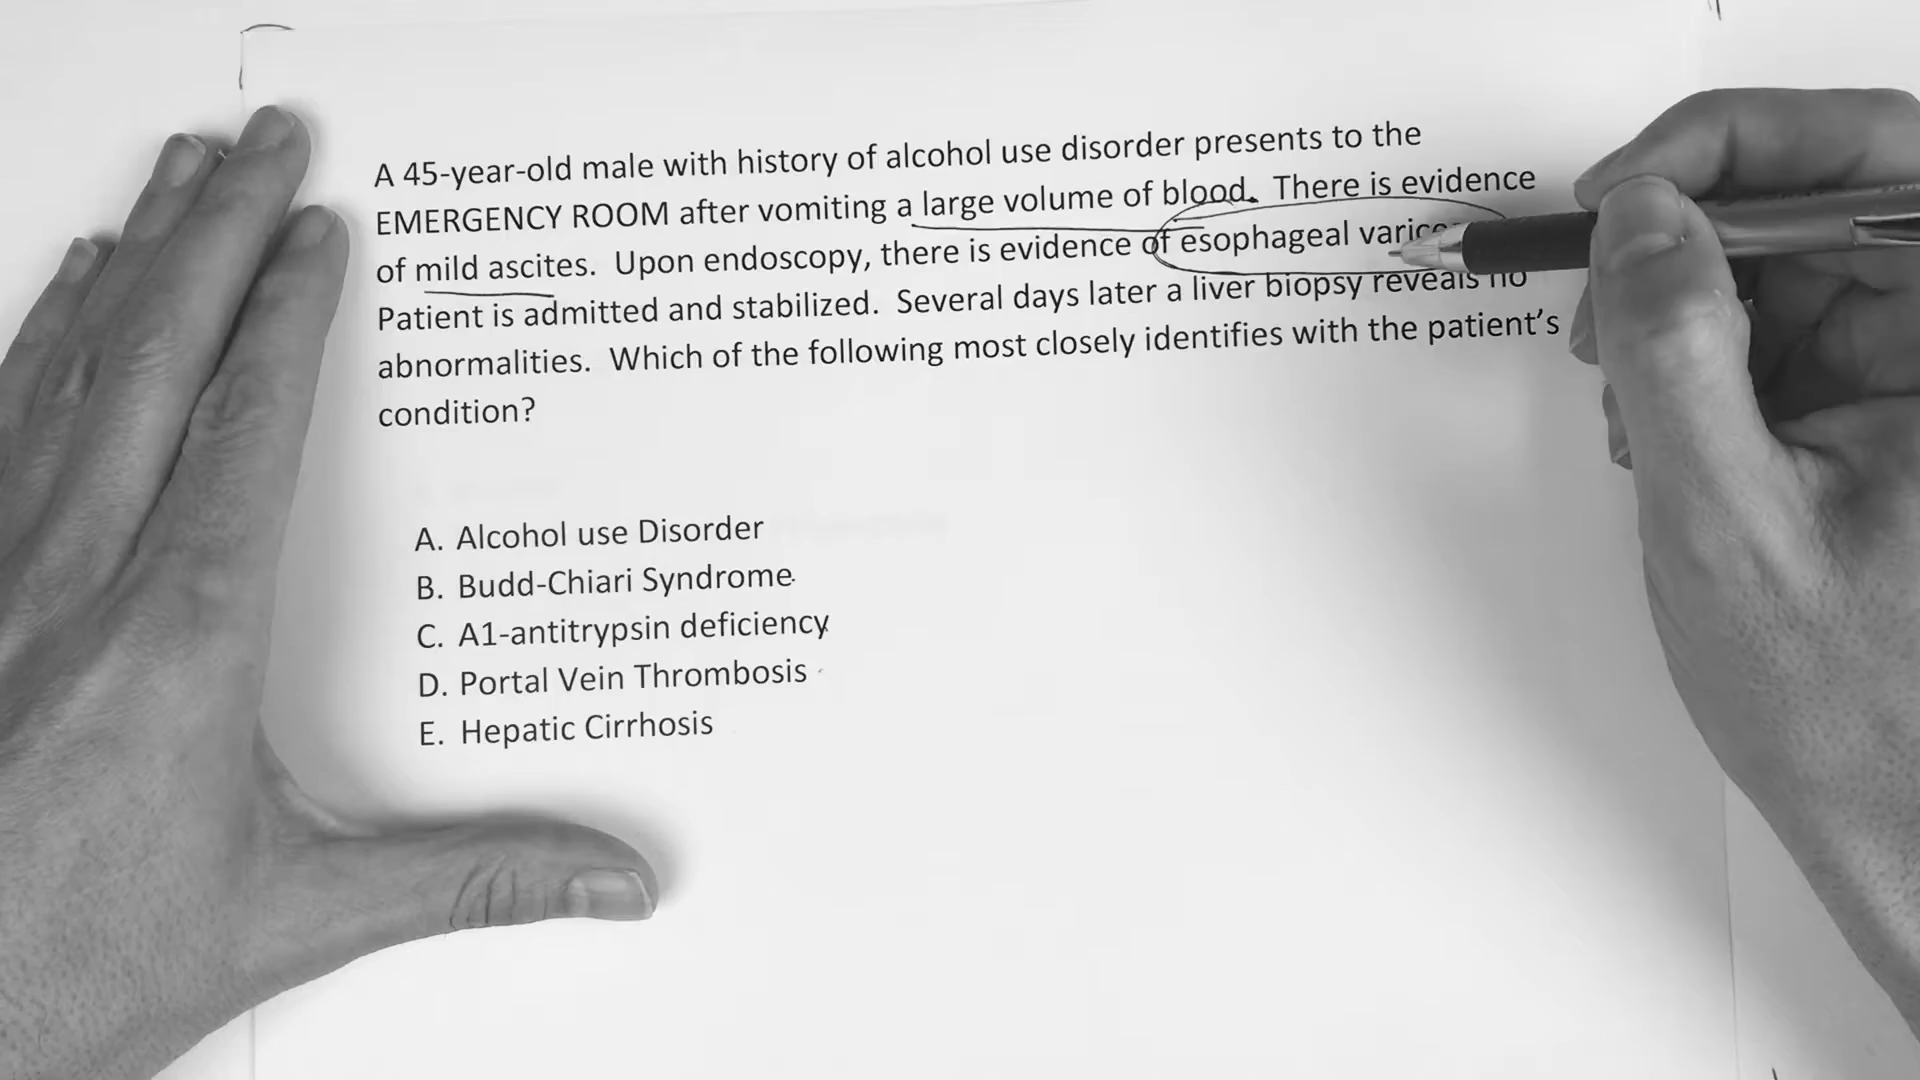 A 45-year-old male with history of alcohol use disorder presents to the
EMERGENCY ROOM after vomiting a large volume of blood. There is evidence
of mild ascites. Upon endoscopy, there is evidence of esophageal
Patient is admitted and stabilized. Several days later a liver biopsy reveals no
abnormalities. Which of the following most closely identifies with the patient's
condition?
A. Alcohol use Disorder
B. Budd-Chiari Syndrome
C. A1-antitrypsin deficiency
D. Portal Vein Thrombosis
E. Hepatic Cirrhosis